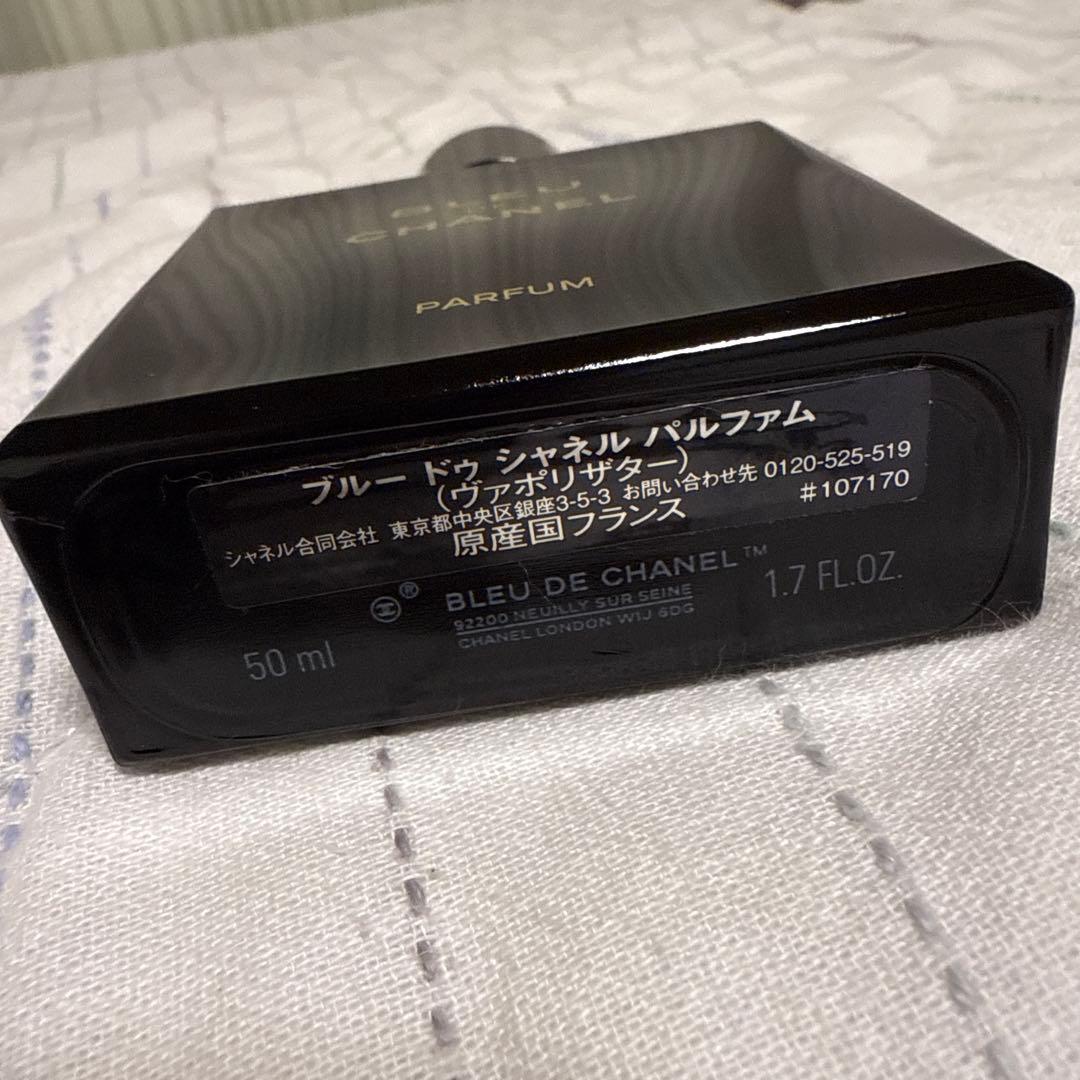 BLEU
CHANEL
PARFUM
ブルー ドゥ シャネル パルファム
(ヴァポリザター)
シャネル合同会社 東京都中央区銀座3-5-3 お問い合わせ先 0120-525-519
原産国フランス #107170
® BLEU DE CHANEL™
92200 NEUILLY SUR SEINE
CHANEL LONDON W1J 6DG
50 ml 1.7 FL.OZ.